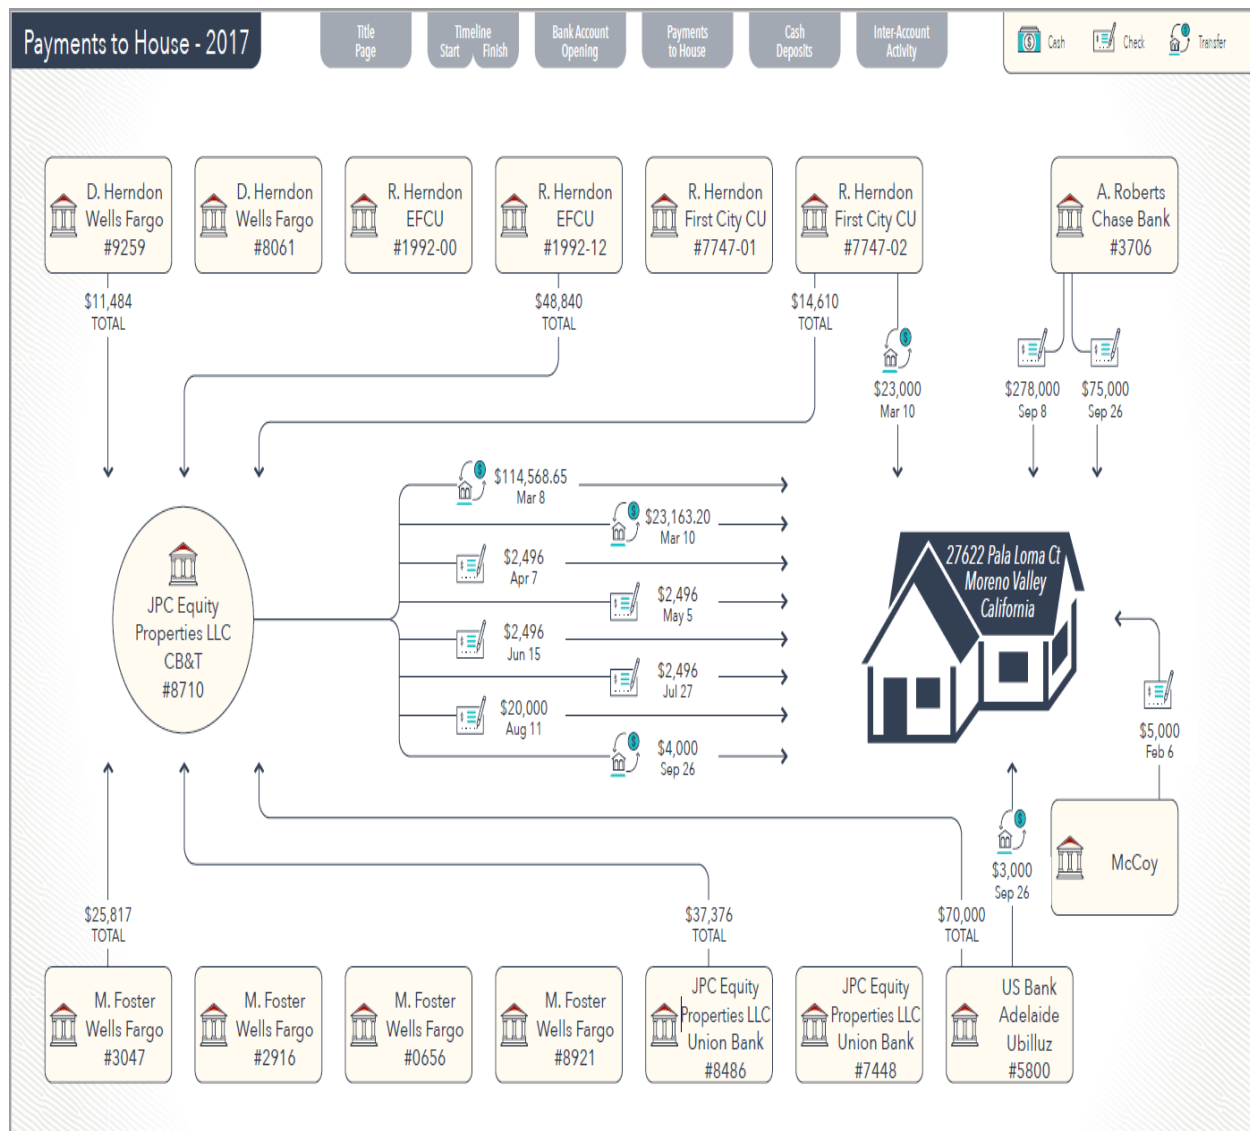 Payments to House - 2017
Title
Page
Timeline
Start Finish
Bank Account
Opening
Payments
to House
Cash
Deposits
Inter-Account
Activity
Cash
Check
Transfer
D. Herndon
Wells Fargo
#9259
D. Herndon
Wells Fargo
#8061
R. Herndon
EFCU
#1992-00
R. Herndon
EFCU
#1992-12
R. Herndon
First City CU
#7747-01
R. Herndon
First City CU
#7747-02
A. Roberts
Chase Bank
#3706
$11,484
TOTAL
$48,840
TOTAL
$14,610
TOTAL
$23,000
Mar 10
$278,000
Sep 8
$75,000
Sep 26
$114,568.65
Mar 8
$23,163.20
Mar 10
$2,496
Apr 7
$2,496
May 5
$2,496
Jun 15
$2,496
Jul 27
$20,000
Aug 11
$4,000
Sep 26
JPC Equity
Properties LLC
CB&T
#8710
27622 Pala Loma Ct
Moreno Valley
California
$5,000
Feb 6
McCoy
$3,000
Sep 26
$25,817
TOTAL
$37,376
TOTAL
$70,000
TOTAL
M. Foster
Wells Fargo
#3047
M. Foster
Wells Fargo
#2916
M. Foster
Wells Fargo
#0656
M. Foster
Wells Fargo
#8921
JPC Equity
Properties LLC
Union Bank
#8486
JPC Equity
Properties LLC
Union Bank
#7448
US Bank
Adelaide
Ubilluz
#5800